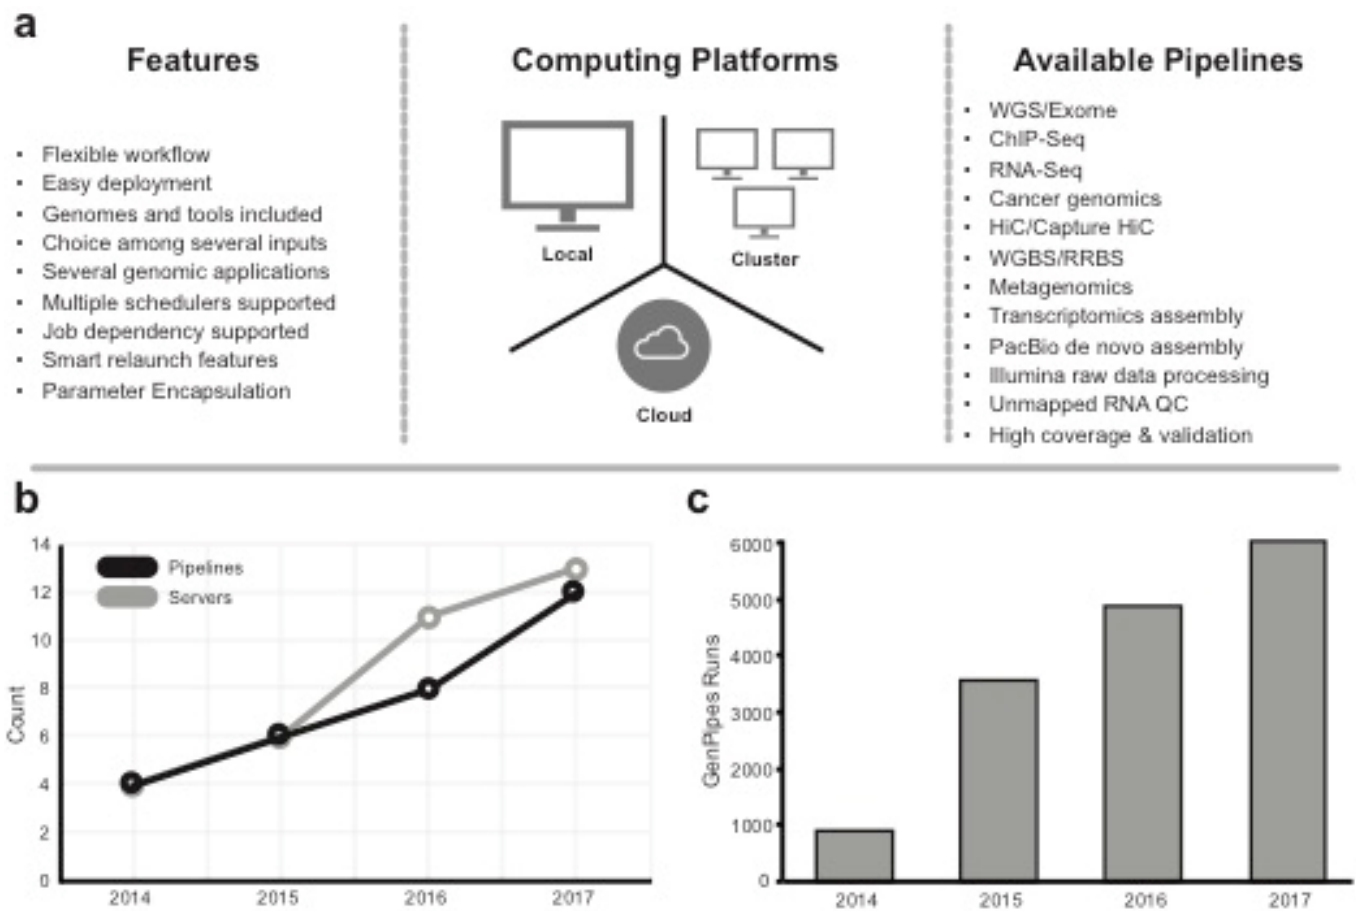 a
Features
• Flexible workflow
• Easy deployment
• Genomes and tools included
• Choice among several inputs
• Several genomic applications
• Multiple schedulers supported
• Job dependency supported
• Smart relaunch features
• Parameter Encapsulation
Computing Platforms
Local
Cluster
Cloud
Available Pipelines
• WGS/Exome
• ChIP-Seq
• RNA-Seq
• Cancer genomics
• HiC/Capture HiC
• WGBS/RRBS
• Metagenomics
• Transcriptomics assembly
• PacBio de novo assembly
• Illumina raw data processing
• Unmapped RNA QC
• High coverage & validation
b
Pipelines
Servers
Count
14
12
10
8
6
4
2
0
2014 2015 2016 2017
c
GenPipes Runs
6000
5000
4000
3000
2000
1000
0
2014 2015 2016 2017